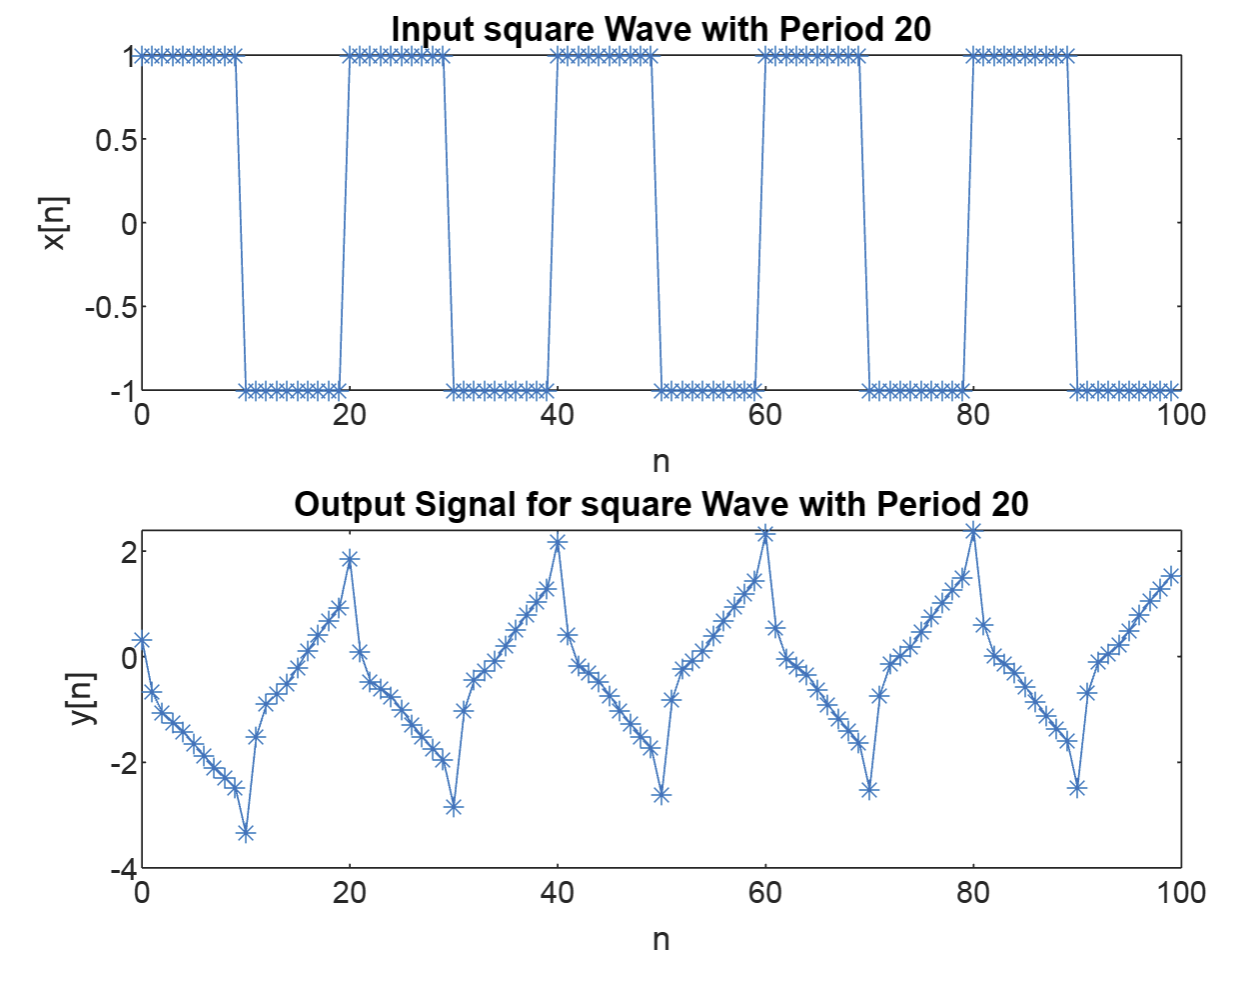 Input square Wave with Period 20
1
0.5
0
-0.5
-1
x[n]
0 20 40 60 80 100
n
Output Signal for square Wave with Period 20
2
0
-2
-4
y[n]
0 20 40 60 80 100
n